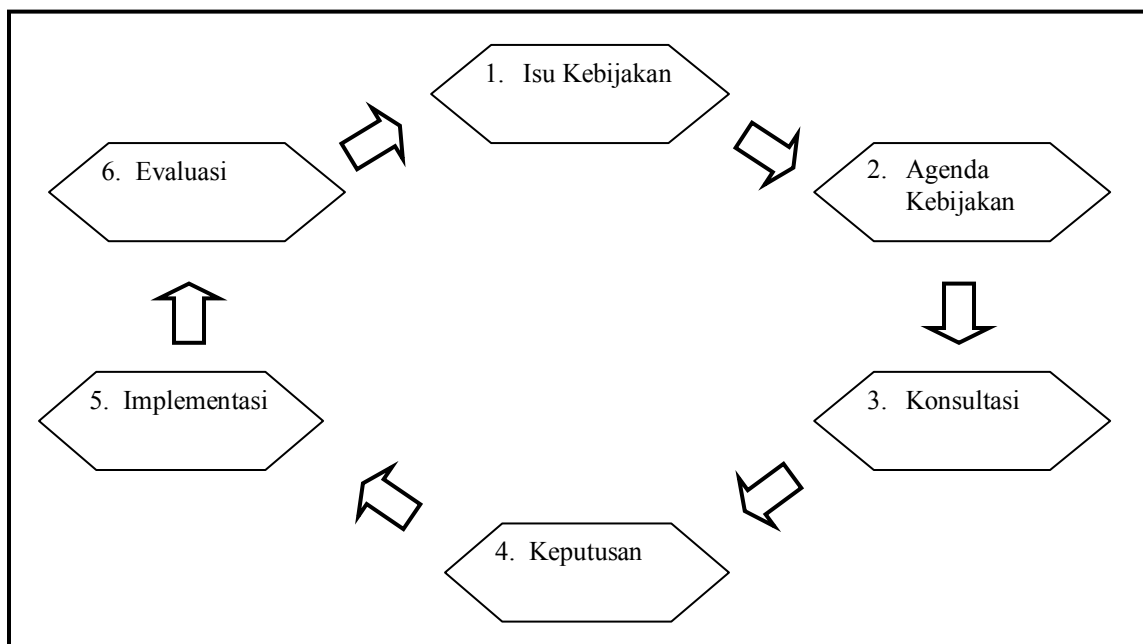 1. Isu Kebijakan
2. Agenda
Kebijakan
3. Konsultasi
4. Keputusan
5. Implementasi
6. Evaluasi